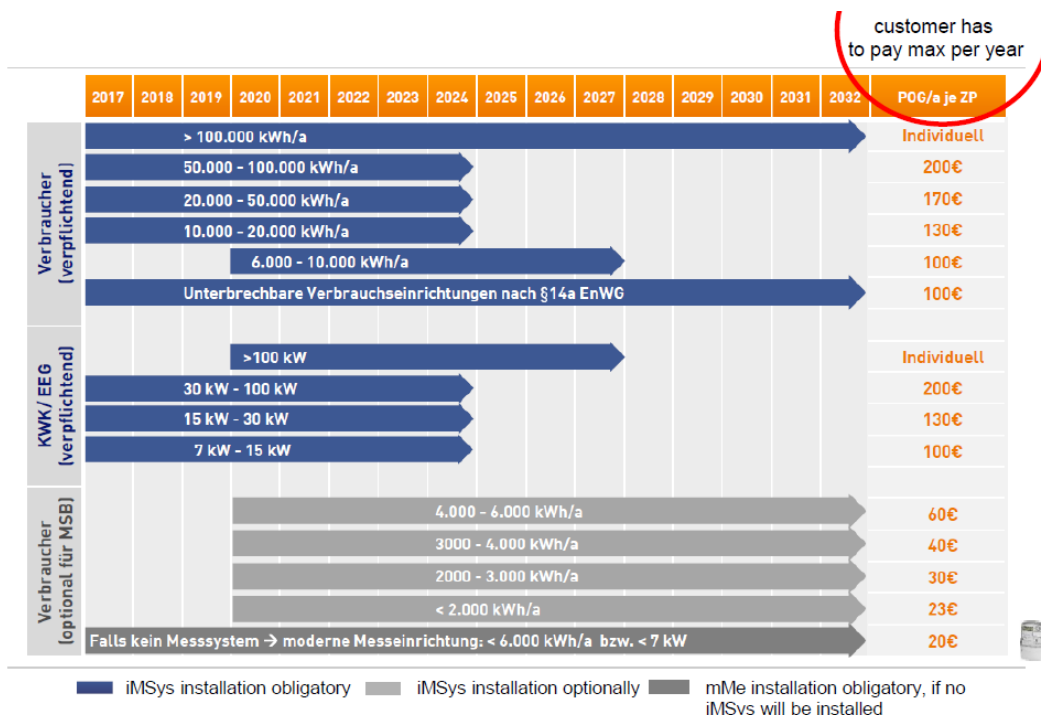 customer has
to pay max per year
2017 2018 2019 2020 2021 2022 2023 2024 2025 2026 2027 2028 2029 2030 2031 2032 POG/a je ZP
Verbraucher
(verpflichtend)
> 100.000 kWh/a Individuell
50.000 - 100.000 kWh/a 200€
20.000 - 50.000 kWh/a 170€
10.000 - 20.000 kWh/a 130€
6.000 - 10.000 kWh/a 100€
Unterbrechbare Verbrauchseinrichtungen nach §14a EnWG 100€
KWK/ EEG
(verpflichtend)
>100 kW Individuell
30 kW - 100 kW 200€
15 kW - 30 kW 130€
7 kW - 15 kW 100€
Verbraucher
(optional für MSB)
4.000 - 6.000 kWh/a 60€
3000 - 4.000 kWh/a 40€
2000 - 3.000 kWh/a 30€
< 2.000 kWh/a 23€
Falls kein Messsystem → moderne Messeinrichtung: < 6.000 kWh/a bzw. < 7 kW 20€
iMSys installation obligatory iMSys installation optionally mMe installation obligatory, if no
iMSys will be installed